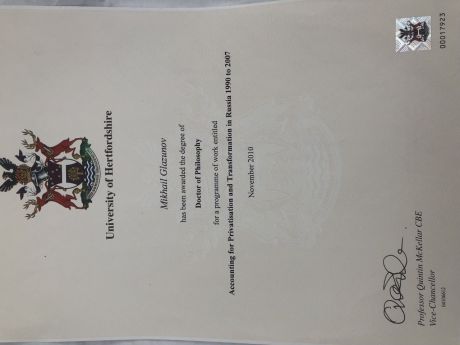 University of Hertfordshire
Mikhail Glazunov
has been awarded the degree of
Doctor of Philosophy
for a programme of work entitled
Accounting for Privatisation and Transformation in Russia 1990 to 2007
November 2010
Professor Quintin McKellar CBE
Vice-Chancellor
00017923